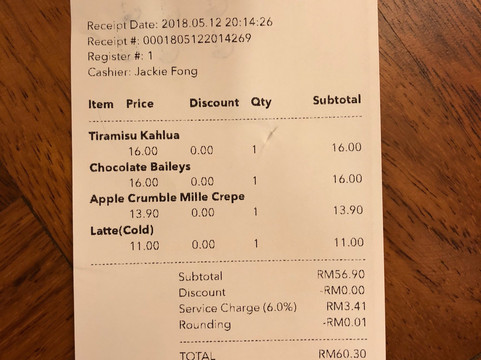 Receipt Date: 2018.05.12 20:14:26
Receipt #: 0001805122014269
Register #: 1
Cashier: Jackie Fong
Item Price Discount Qty Subtotal
Tiramisu Kahlua
16.00 0.00 1 16.00
Chocolate Baileys
16.00 0.00 1 16.00
Apple Crumble Mille Crepe
13.90 0.00 1 13.90
Latte(Cold)
11.00 0.00 1 11.00
Subtotal RM56.90
Discount -RM0.00
Service Charge (6.0%) RM3.41
Rounding -RM0.01
TOTAL RM60.30